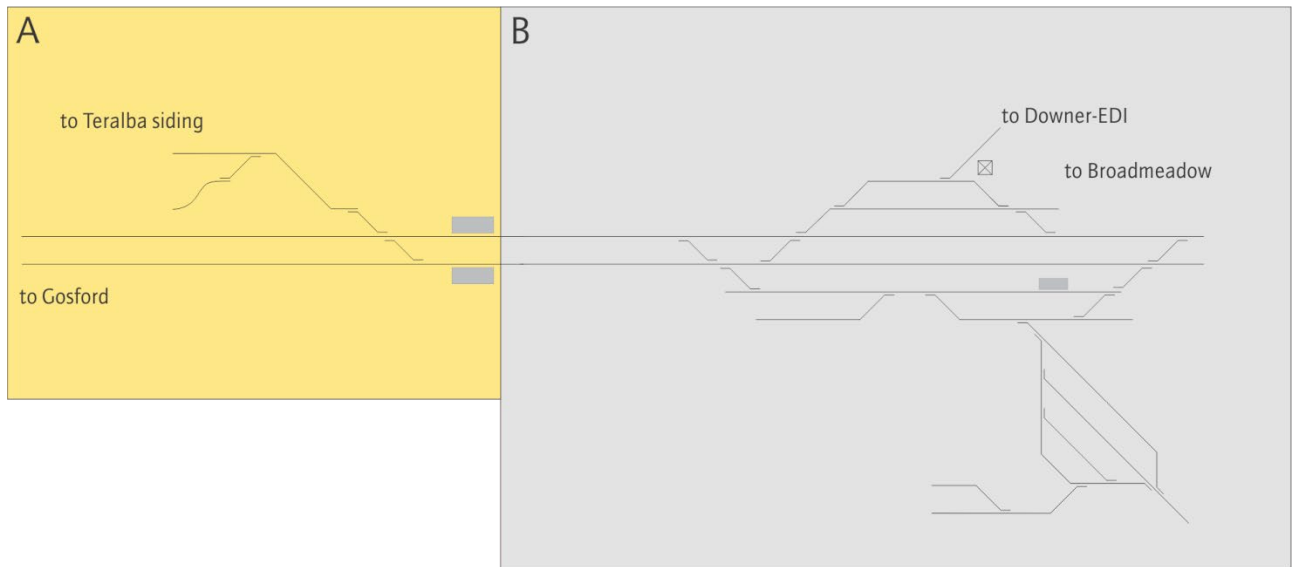 A
B
to Teralba siding
to Gosford
to Downer-EDI
to Broadmeadow